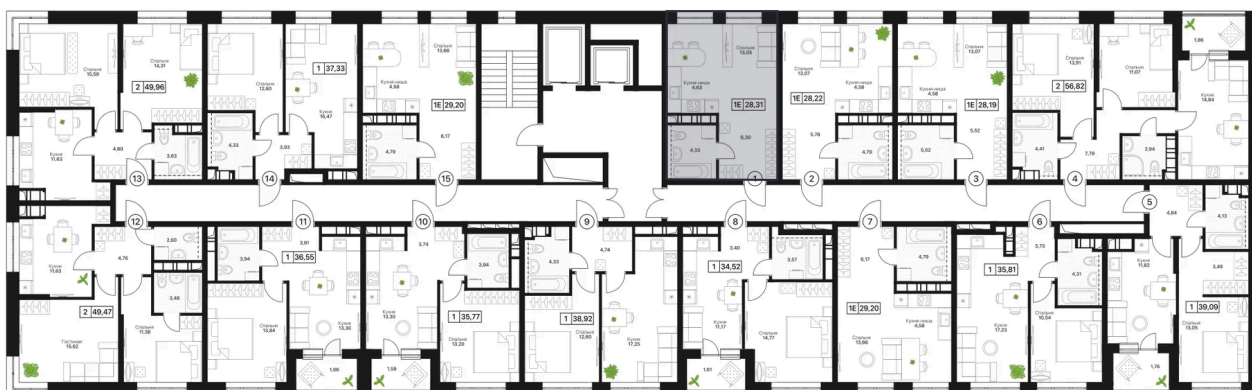 Спальня
15,59
Спальня
14,31
2 49,96
Кухня
11,63
4,80
3,63
13
Спальня
12,80
1 37,33
Кухня
16,47
4,33
3,93
14
Спальня
13,66
Кухня-ниша
4,58
1Е 29,20
4,79
6,17
15
Спальня
13,05
Кухня-ниша
4,63
1Е 28,31
4,33
6,30
1
Спальня
13,07
Кухня-ниша
4,58
1Е 28,22
5,78
4,79
2
Спальня
13,07
Кухня-ниша
4,58
1Е 28,19
5,02
5,52
3
Спальня
13,91
2 56,82
Спальня
11,07
1,86
Кухня
14,84
4,41
7,79
2,94
4
5
4,64
4,13
3,49
Кухня
11,82
1 39,09
Спальня
13,05
1,76
12
Кухня
11,63
4,76
2,60
3,48
2 49,47
Гостиная
15,62
Спальня
11,38
11
3,81
1 36,55
3,94
Спальня
13,84
Кухня
13,30
1,66
10
3,74
3,94
Кухня
13,30
1 35,77
Спальня
13,20
1,59
9
4,33
4,74
1 38,92
Спальня
12,60
Кухня
17,25
8
3,40
1 34,52
3,57
Кухня
11,17
Спальня
14,77
1,61
7
6,17
4,79
1Е 29,20
Кухня-ниша
4,58
Спальня
13,66
6
3,73
1 35,81
4,31
Кухня
17,23
Спальня
10,54